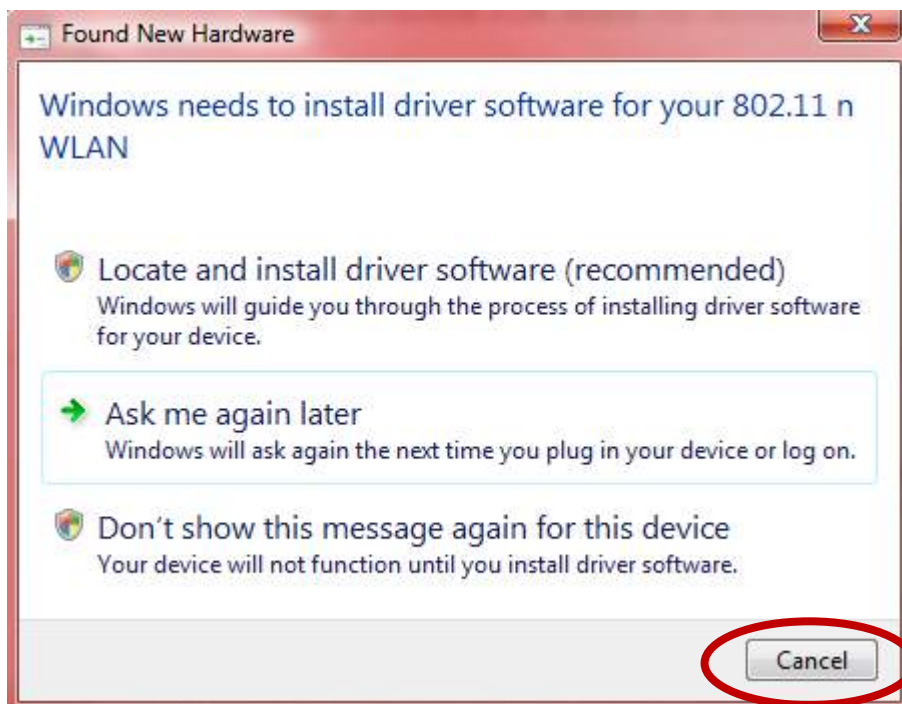 Found New Hardware
Windows needs to install driver software for your 802.11 n
WLAN
Locate and install driver software (recommended)
Windows will guide you through the process of installing driver software
for your device.
Ask me again later
Windows will ask again the next time you plug in your device or log on.
Don't show this message again for this device
Your device will not function until you install driver software.
Cancel